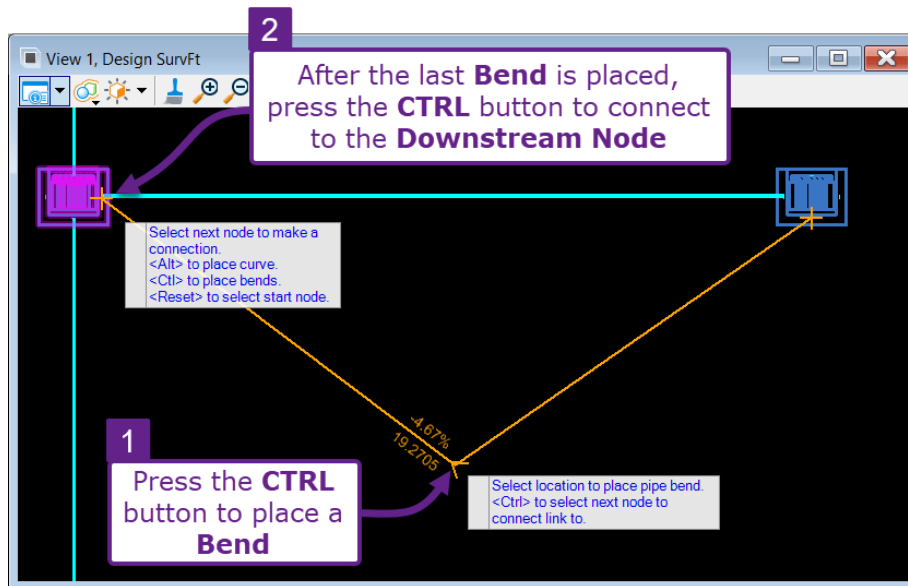 2
View 1, Design SurvFt
After the last Bend is placed,
press the CTRL button to connect
to the Downstream Node
Select next node to make a
connection.
<Alt> to place curve.
<Ctl> to place bends.
<Reset> to select start node.
-4.67%
19.2705
1
Press the CTRL
button to place a
Bend
Select location to place pipe bend.
<Ctrl> to select next node to
connect link to.